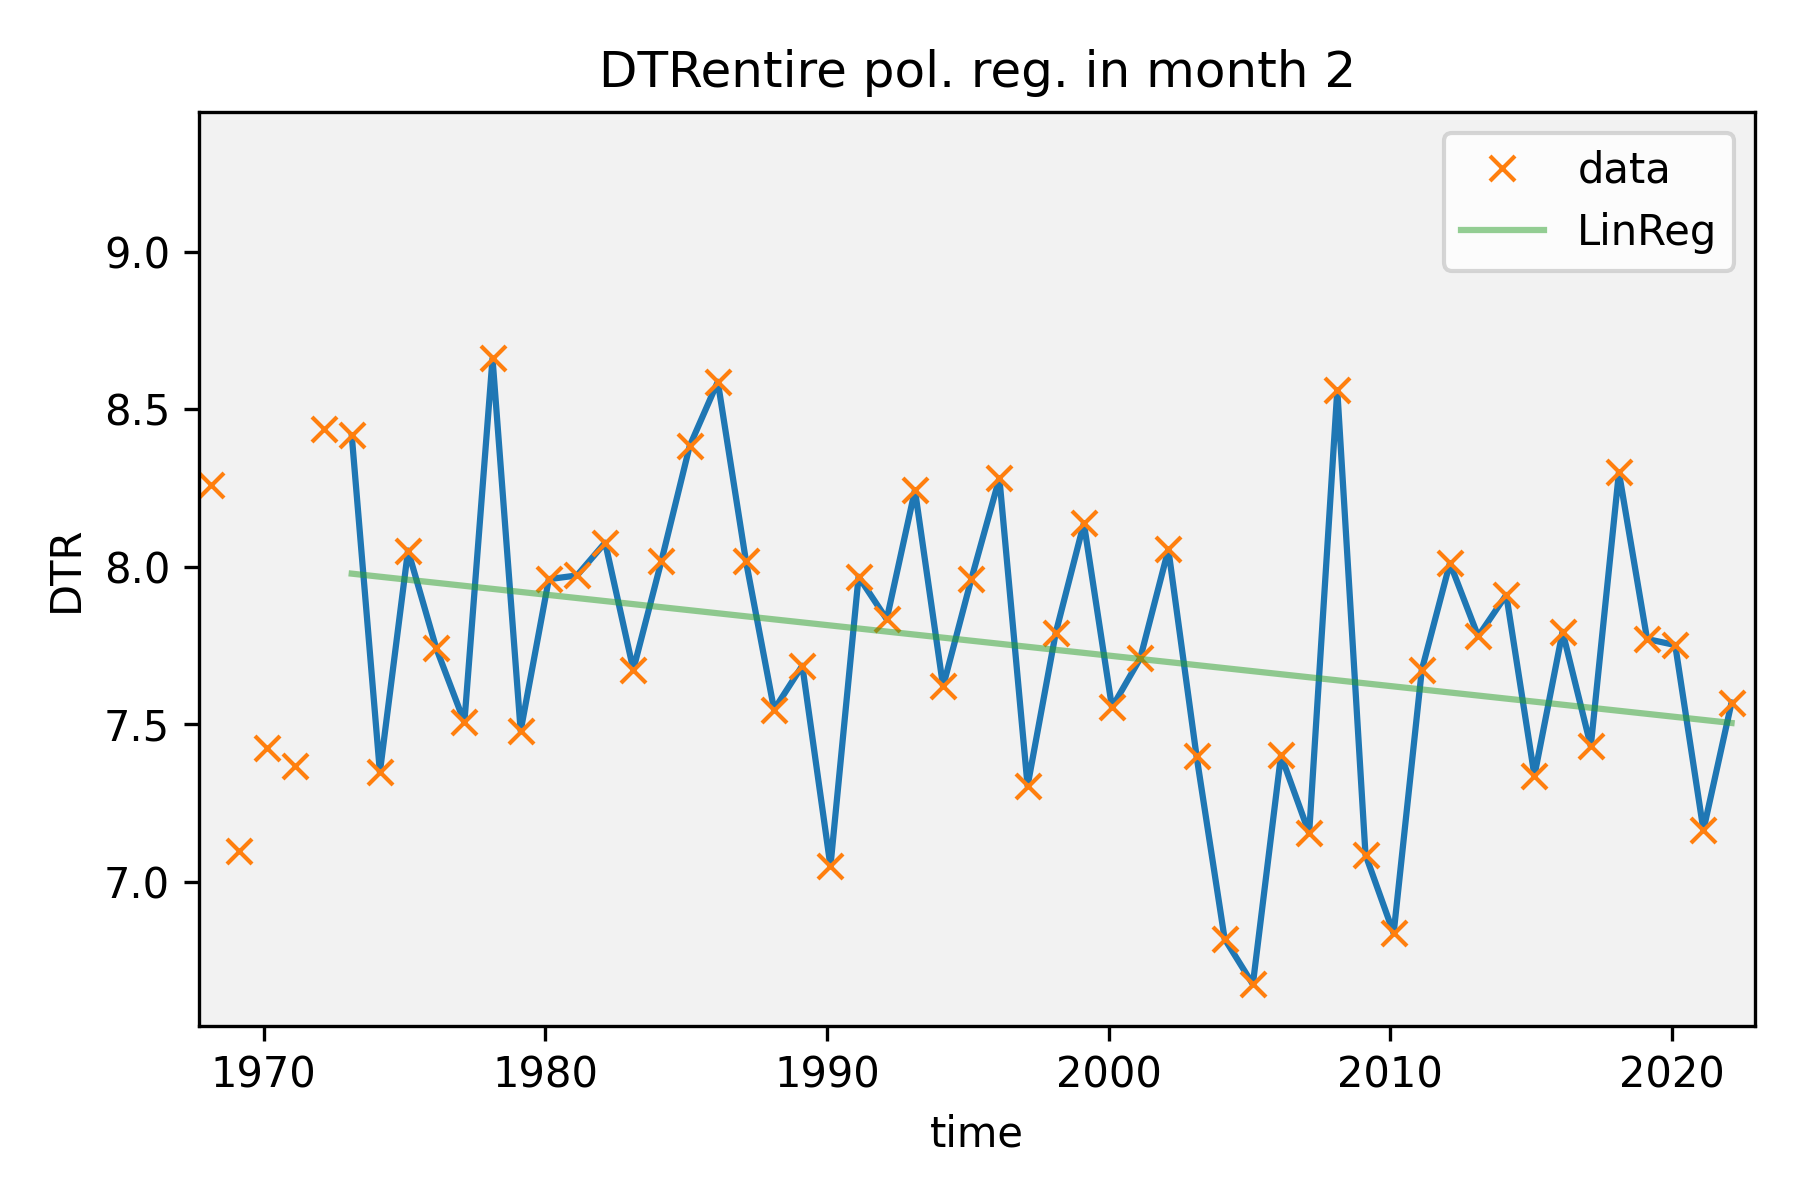 DTRentire pol. reg. in month 2
data
LinReg
9.0
8.5
8.0
7.5
7.0
DTR
1970 1980 1990 2000 2010 2020
time